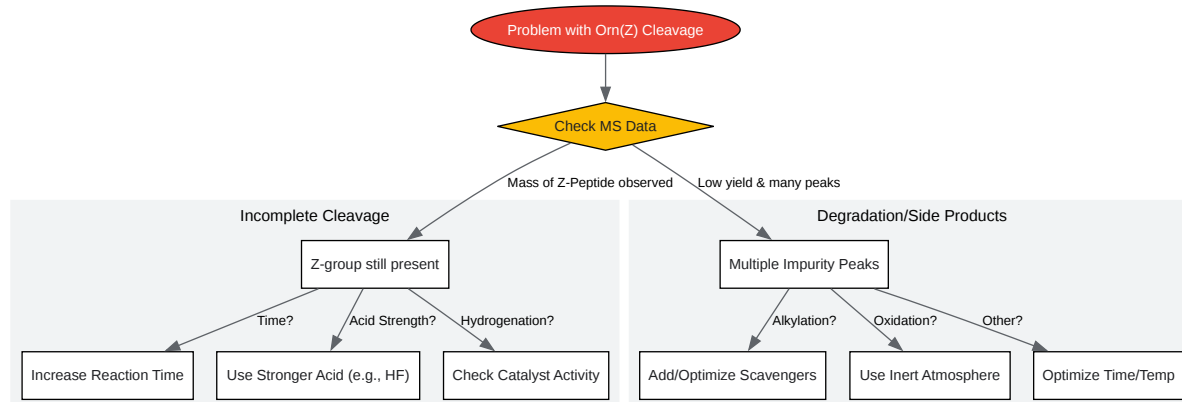 Problem with Orn(Z) Cleavage
Check MS Data
Mass of Z-Peptide observed
Low yield & many peaks
Incomplete Cleavage
Degradation/Side Products
Z-group still present
Multiple Impurity Peaks
Time?
Acid Strength?
Hydrogenation?
Alkylation?
Oxidation?
Other?
Increase Reaction Time
Use Stronger Acid (e.g., HF)
Check Catalyst Activity
Add/Optimize Scavengers
Use Inert Atmosphere
Optimize Time/Temp